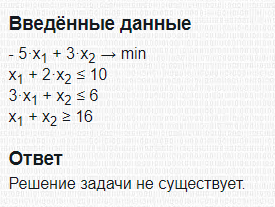 Введённые данные
- 5·x₁ + 3·x₂ → min
x₁ + 2·x₂ ≤ 10
3·x₁ + x₂ ≤ 6
x₁ + x₂ ≥ 16
Ответ
Решение задачи не существует.